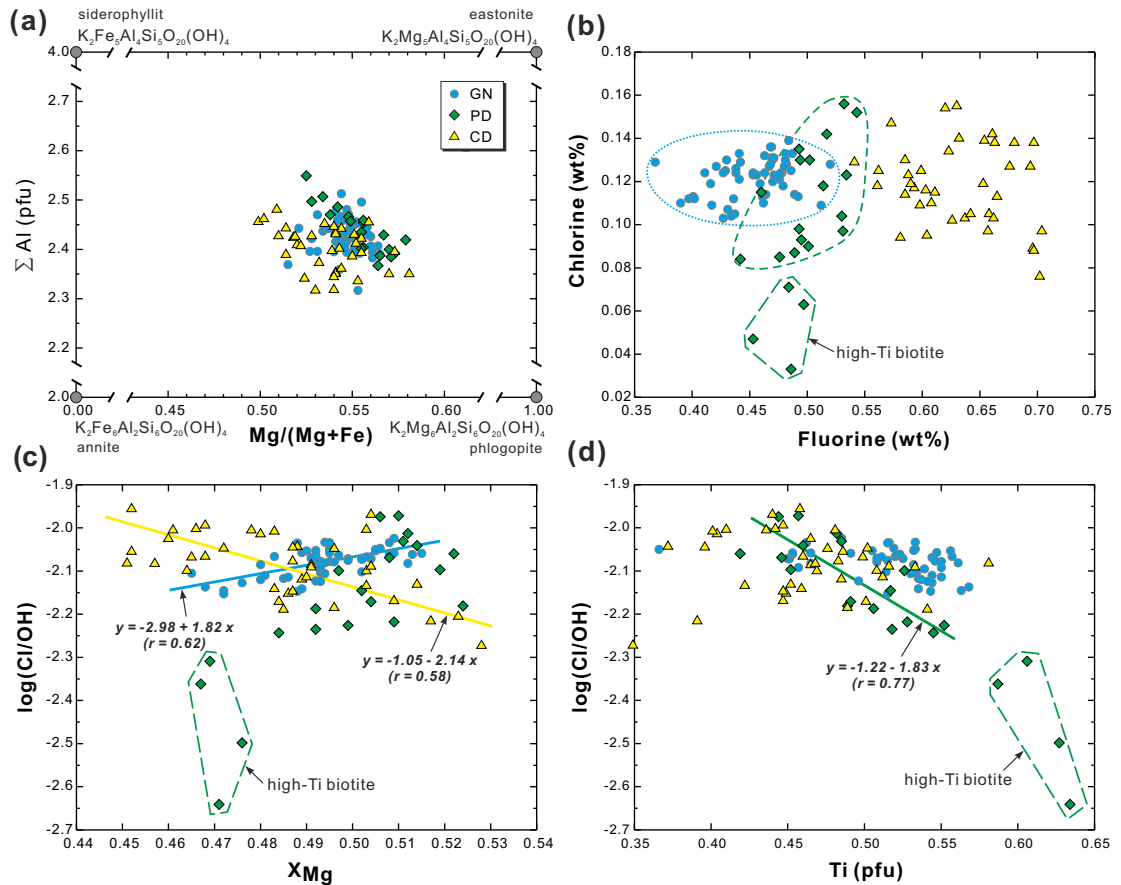 (a)
siderophyllit
K2Fe5Al4Si5O20(OH)4
eastonite
K2Mg5Al4Si5O20(OH)4
4.0
2.7
2.6
2.5
2.4
2.3
2.2
2.0
∑ Al (pfu)
GN
PD
CD
0.00
0.45
0.50
0.55
0.60
1.00
K2Fe6Al2Si6O20(OH)4
annite
Mg/(Mg+Fe)
K2Mg6Al2Si6O20(OH)4
phlogopite
(b)
0.18
0.16
0.14
0.12
0.10
0.08
0.06
0.04
0.02
Chlorine (wt%)
high-Ti biotite
0.35
0.40
0.45
0.50
0.55
0.60
0.65
0.70
0.75
Fluorine (wt%)
(c)
-1.9
-2.0
-2.1
-2.2
-2.3
-2.4
-2.5
-2.6
-2.7
log(Cl/OH)
y = -2.98 + 1.82 x
(r = 0.62)
y = -1.05 - 2.14 x
(r = 0.58)
high-Ti biotite
0.44
0.45
0.46
0.47
0.48
0.49
0.50
0.51
0.52
0.53
0.54
XMg
(d)
-1.9
-2.0
-2.1
-2.2
-2.3
-2.4
-2.5
-2.6
-2.7
log(Cl/OH)
y = -1.22 - 1.83 x
(r = 0.77)
high-Ti biotite
0.35
0.40
0.45
0.50
0.55
0.60
0.65
Ti (pfu)